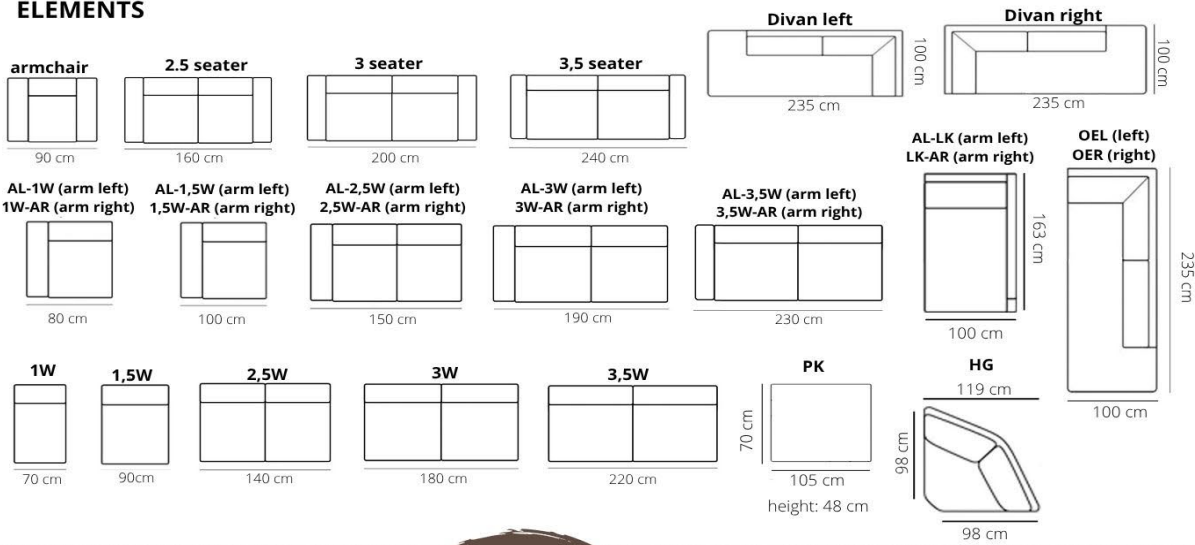 ELEMENTS
Divan left
Divan right
100 cm
100 cm
235 cm
235 cm
armchair
2.5 seater
3 seater
3,5 seater
90 cm
160 cm
200 cm
240 cm
AL-LK (arm left)
LK-AR (arm right)
163 cm
100 cm
OEL (left)
OER (right)
235 cm
100 cm
AL-1W (arm left)
1W-AR (arm right)
80 cm
AL-1,5W (arm left)
1,5W-AR (arm right)
100 cm
AL-2,5W (arm left)
2,5W-AR (arm right)
150 cm
AL-3W (arm left)
3W-AR (arm right)
190 cm
AL-3,5W (arm left)
3,5W-AR (arm right)
230 cm
1W
70 cm
1,5W
90cm
2,5W
140 cm
3W
180 cm
3,5W
220 cm
PK
70 cm
105 cm
height: 48 cm
HG
119 cm
98 cm
98 cm